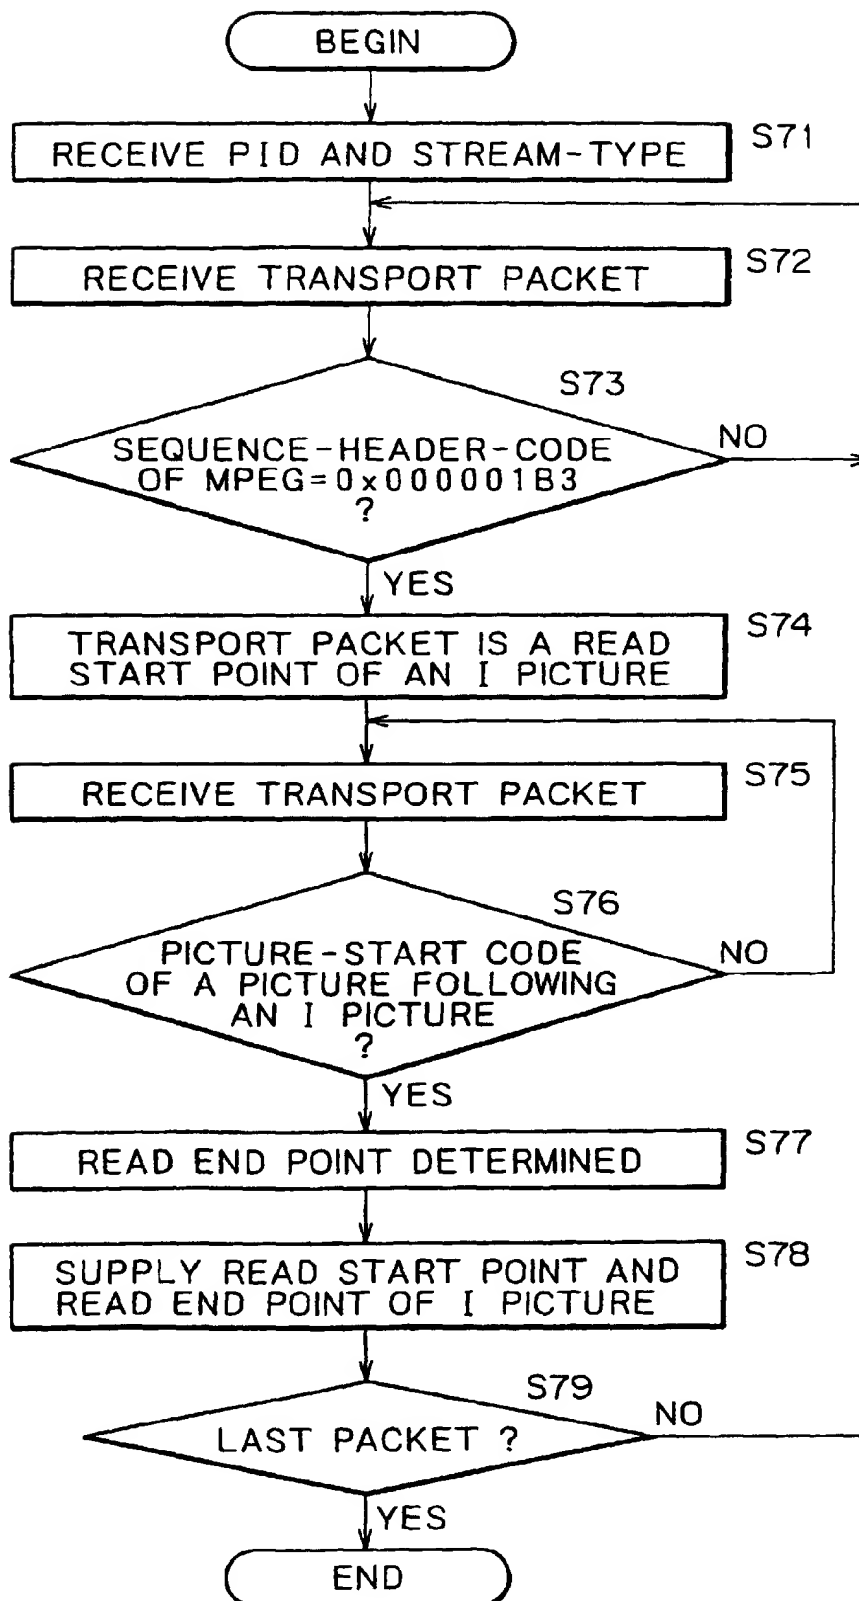 BEGIN
S71
RECEIVE PID AND STREAM-TYPE
S72
RECEIVE TRANSPORT PACKET
S73
SEQUENCE-HEADER-CODE
OF MPEG=0x000001B3
?
NO
YES
S74
TRANSPORT PACKET IS A READ
START POINT OF AN I PICTURE
S75
RECEIVE TRANSPORT PACKET
S76
PICTURE-START CODE
OF A PICTURE FOLLOWING
AN I PICTURE
?
NO
YES
S77
READ END POINT DETERMINED
S78
SUPPLY READ START POINT AND
READ END POINT OF I PICTURE
S79
LAST PACKET ?
NO
YES
END